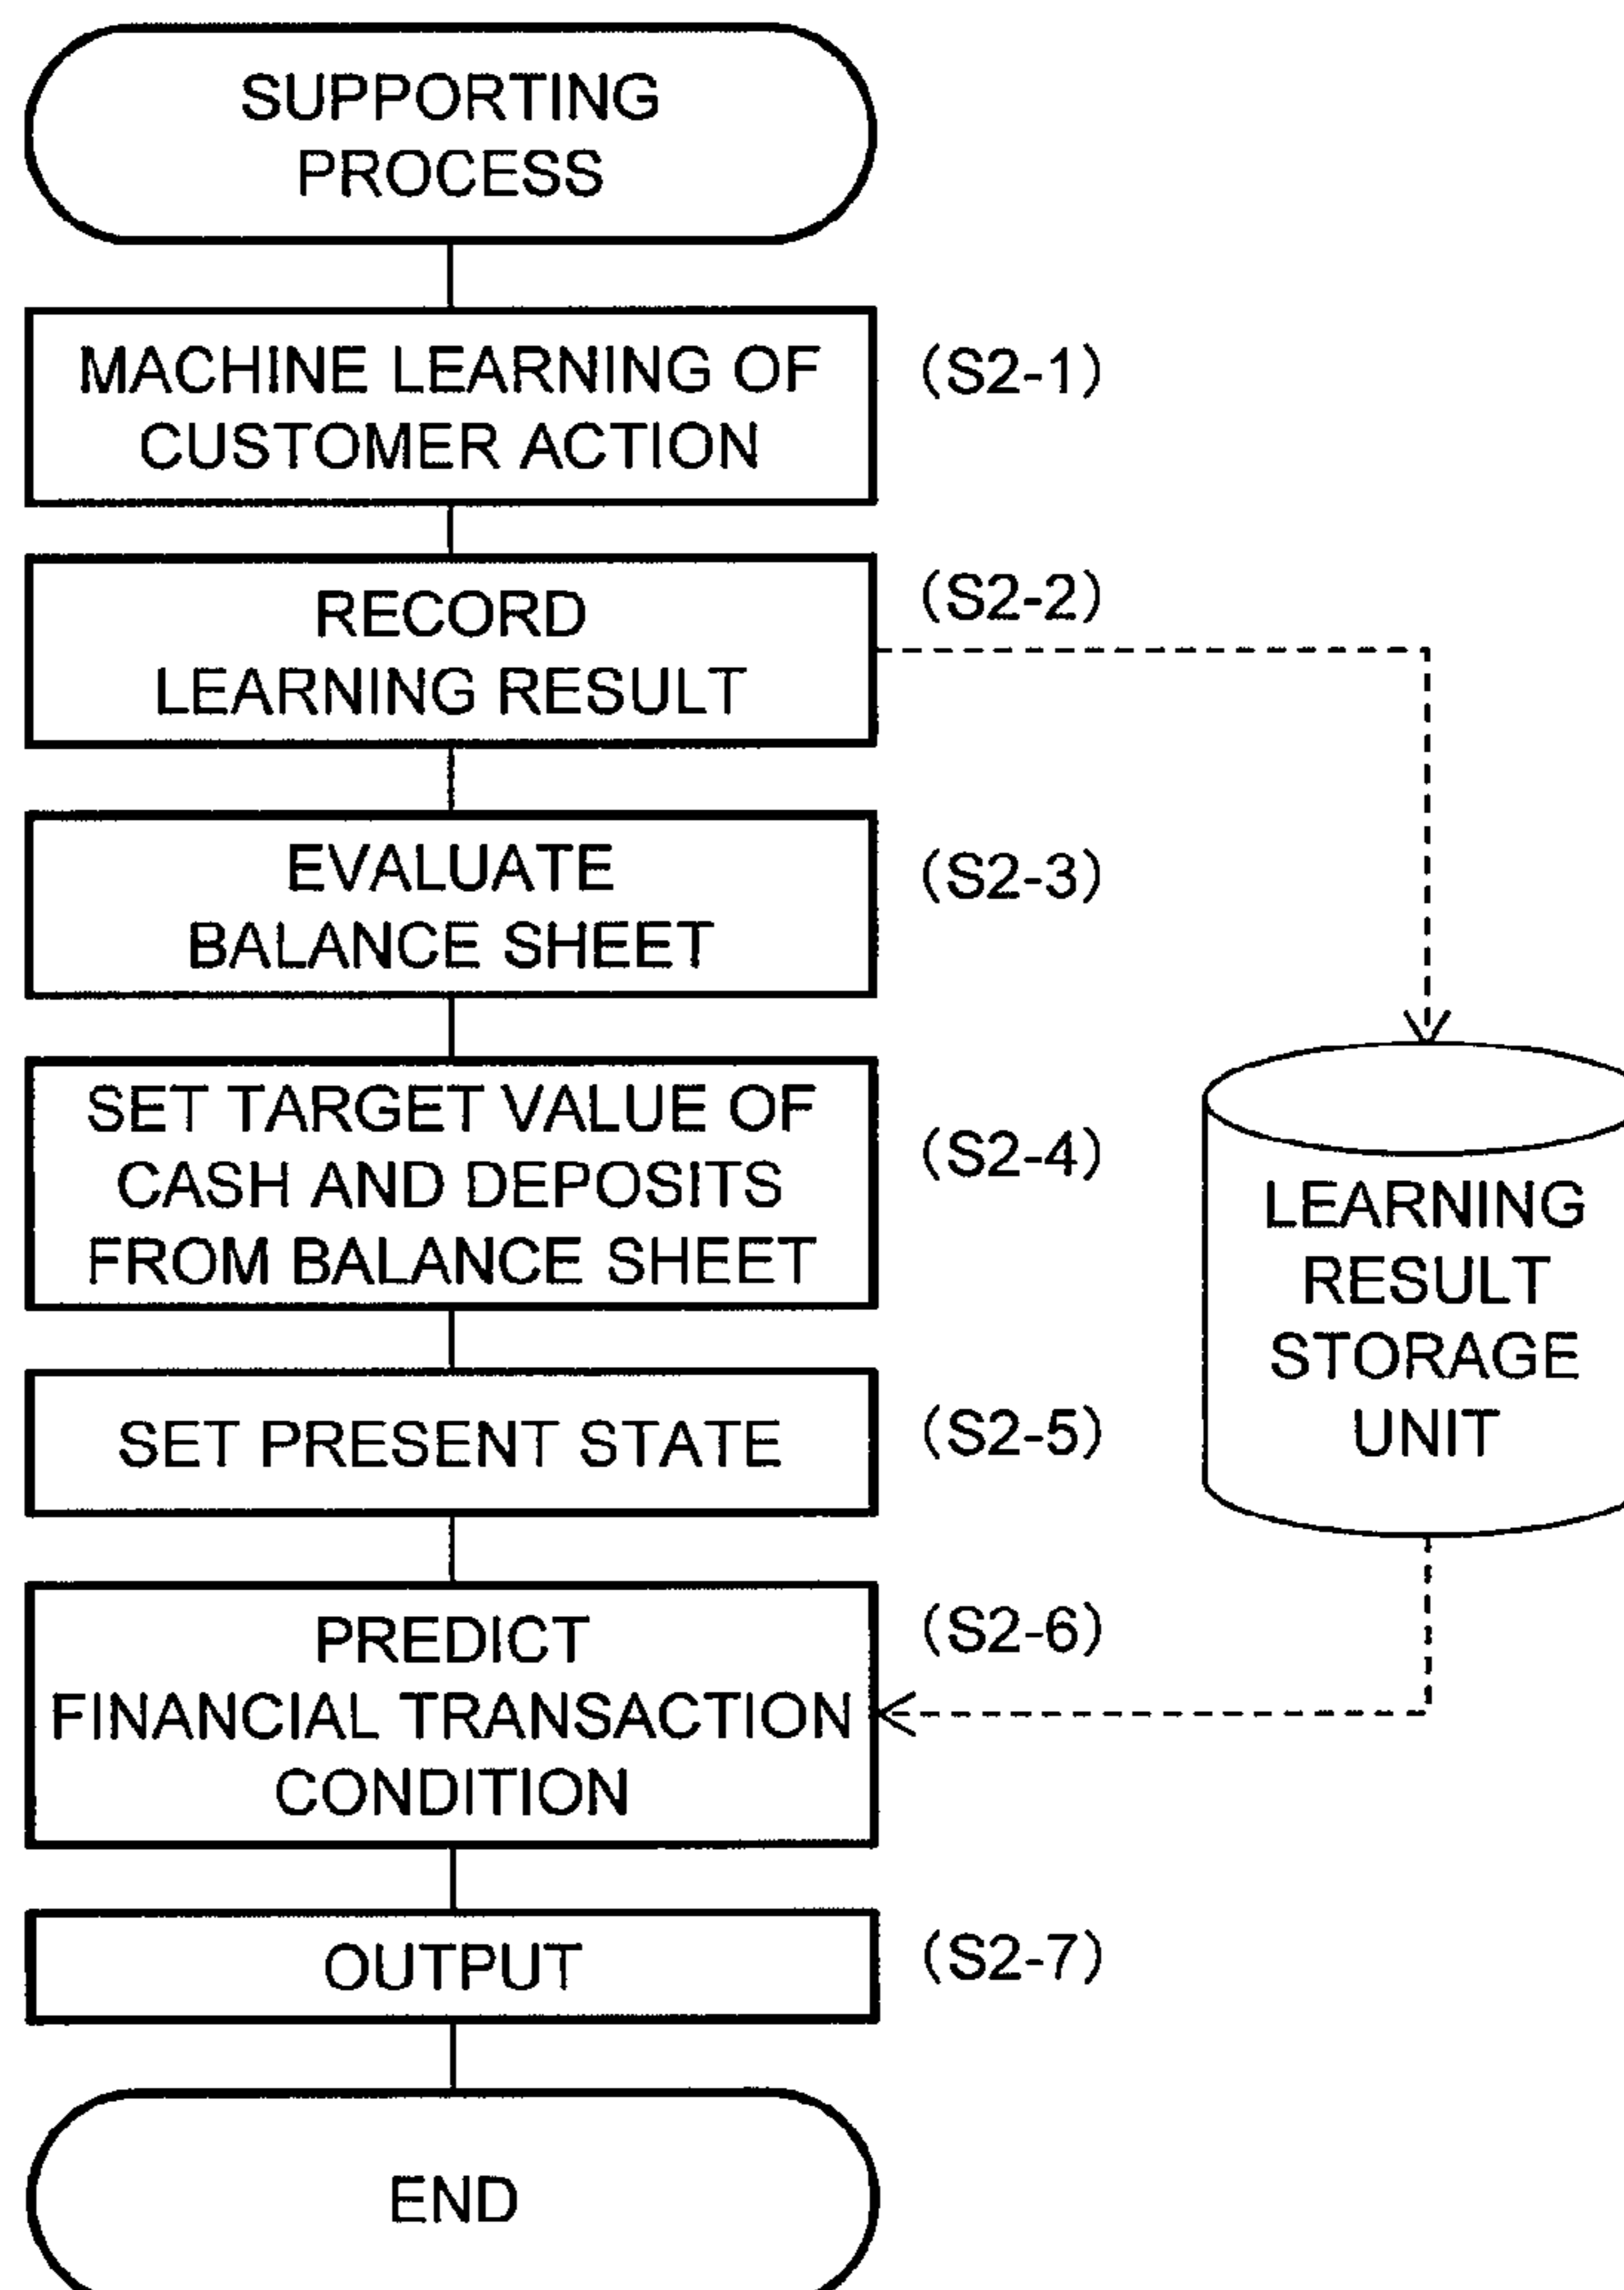 SUPPORTING
PROCESS
MACHINE LEARNING OF
CUSTOMER ACTION
(S2-1)
RECORD
LEARNING RESULT
(S2-2)
EVALUATE
BALANCE SHEET
(S2-3)
SET TARGET VALUE OF
CASH AND DEPOSITS
FROM BALANCE SHEET
(S2-4)
LEARNING
RESULT
STORAGE
UNIT
SET PRESENT STATE
(S2-5)
PREDICT
FINANCIAL TRANSACTION
CONDITION
(S2-6)
OUTPUT
(S2-7)
END